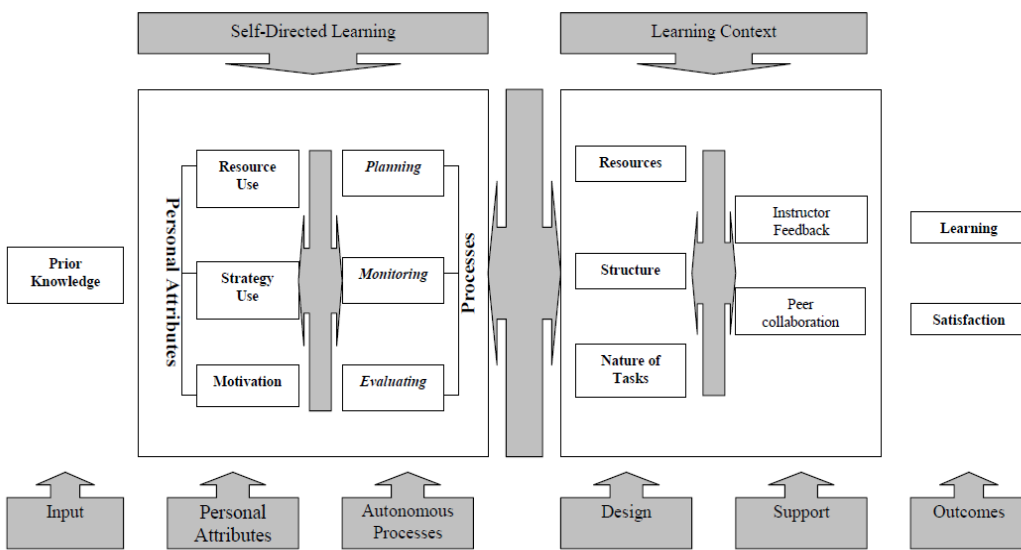 Self-Directed Learning
Learning Context
Personal Attributes
Resource
Use
Strategy
Use
Motivation
Planning
Monitoring
Evaluating
Processes
Resources
Structure
Nature of
Tasks
Instructor
Feedback
Peer
collaboration
Prior
Knowledge
Learning
Satisfaction
Input
Personal
Attributes
Autonomous
Processes
Design
Support
Outcomes